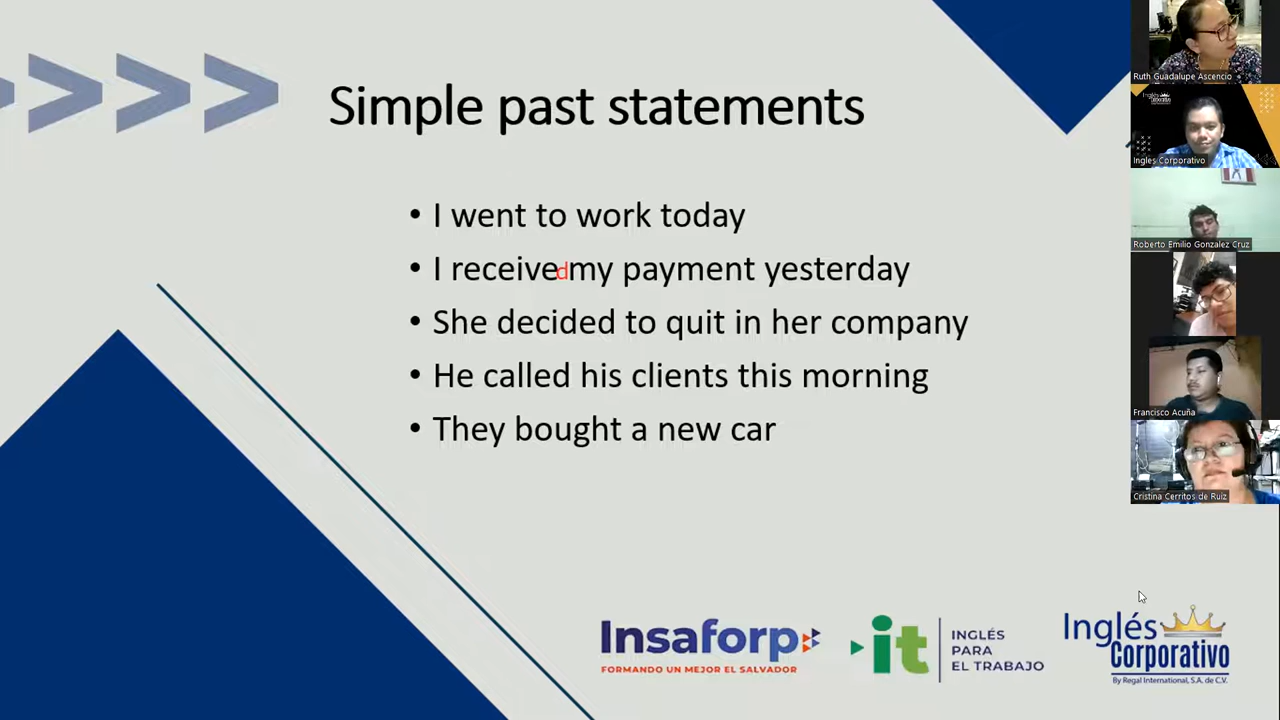 Simple past statements
• I went to work today
• I received my payment yesterday
• She decided to quit in her company
• He called his clients this morning
• They bought a new car
Insaforp
FORMANDO UN MEJOR EL SALVADOR
it
INGLÉS
PARA
EL TRABAJO
Inglés
Corporativo
By Regal International, S.A. de C.V.
Ruth Guadalupe Ascencio
Inglés Corporativo
Ingles Corporativo
Roberto Emilio Gonzalez Cruz
Francisco Acuña
Cristina Cerritos de Ruiz